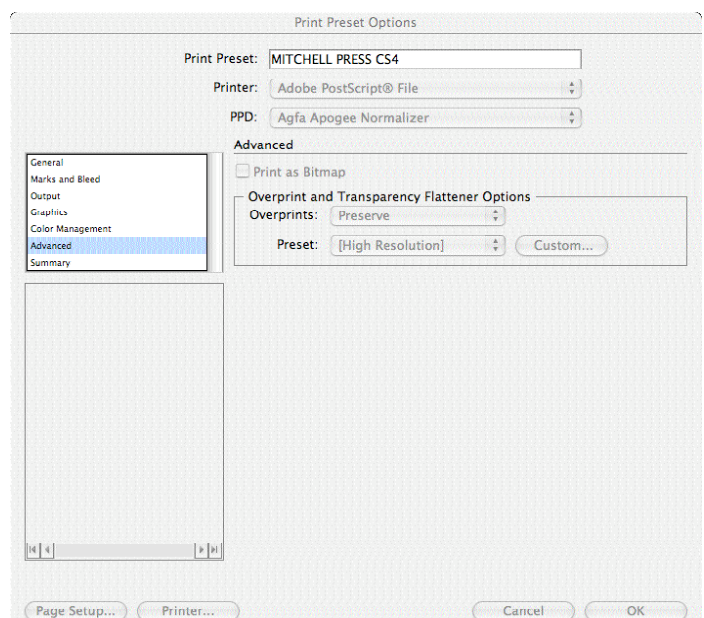 Print Preset Options
Print Preset: MITCHELL PRESS CS4
Printer: Adobe PostScript® File
PPD: Agfa Apogee Normalizer
General
Marks and Bleed
Output
Graphics
Color Management
Advanced
Summary
Advanced
Print as Bitmap
Overprint and Transparency Flattener Options
Overprints: Preserve
Preset: [High Resolution] Custom...
Page Setup... Printer... Cancel OK